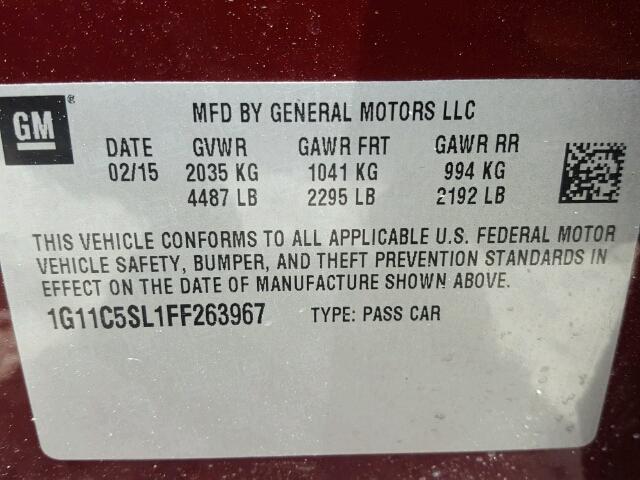 GM ®
MFD BY GENERAL MOTORS LLC
DATE GVWR GAWR FRT GAWR RR
02/15 2035 KG 1041 KG 994 KG
4487 LB 2295 LB 2192 LB
THIS VEHICLE CONFORMS TO ALL APPLICABLE U.S. FEDERAL MOTOR
VEHICLE SAFETY, BUMPER, AND THEFT PREVENTION STANDARDS IN
EFFECT ON THE DATE OF MANUFACTURE SHOWN ABOVE.
1G11C5SL1FF263967 TYPE: PASS CAR